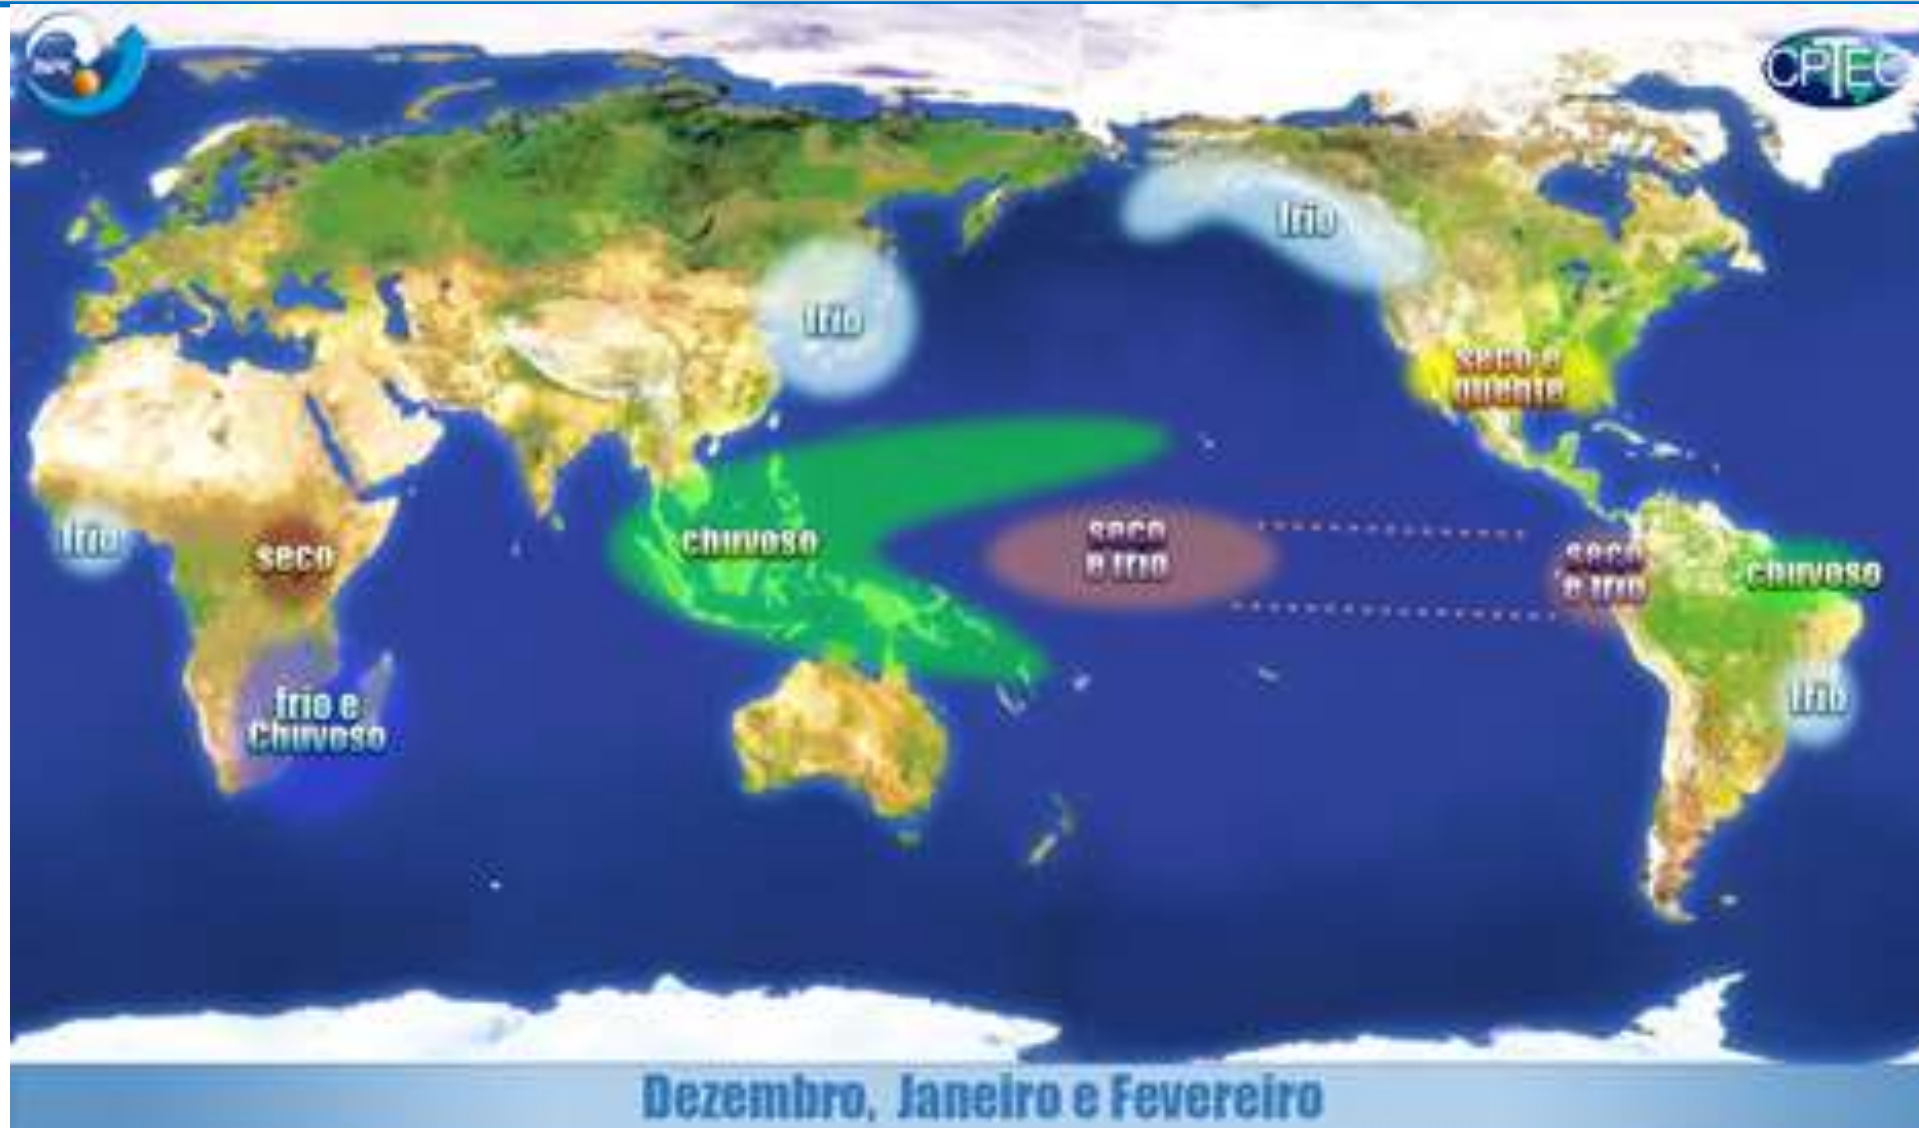 CPTEC
frio
frio
seco e
quente
frio
seco
chuvoso
seco
e frio
seco
e frio
chuvoso
frio e
Chuvoso
frio
Dezembro, Janeiro e Fevereiro